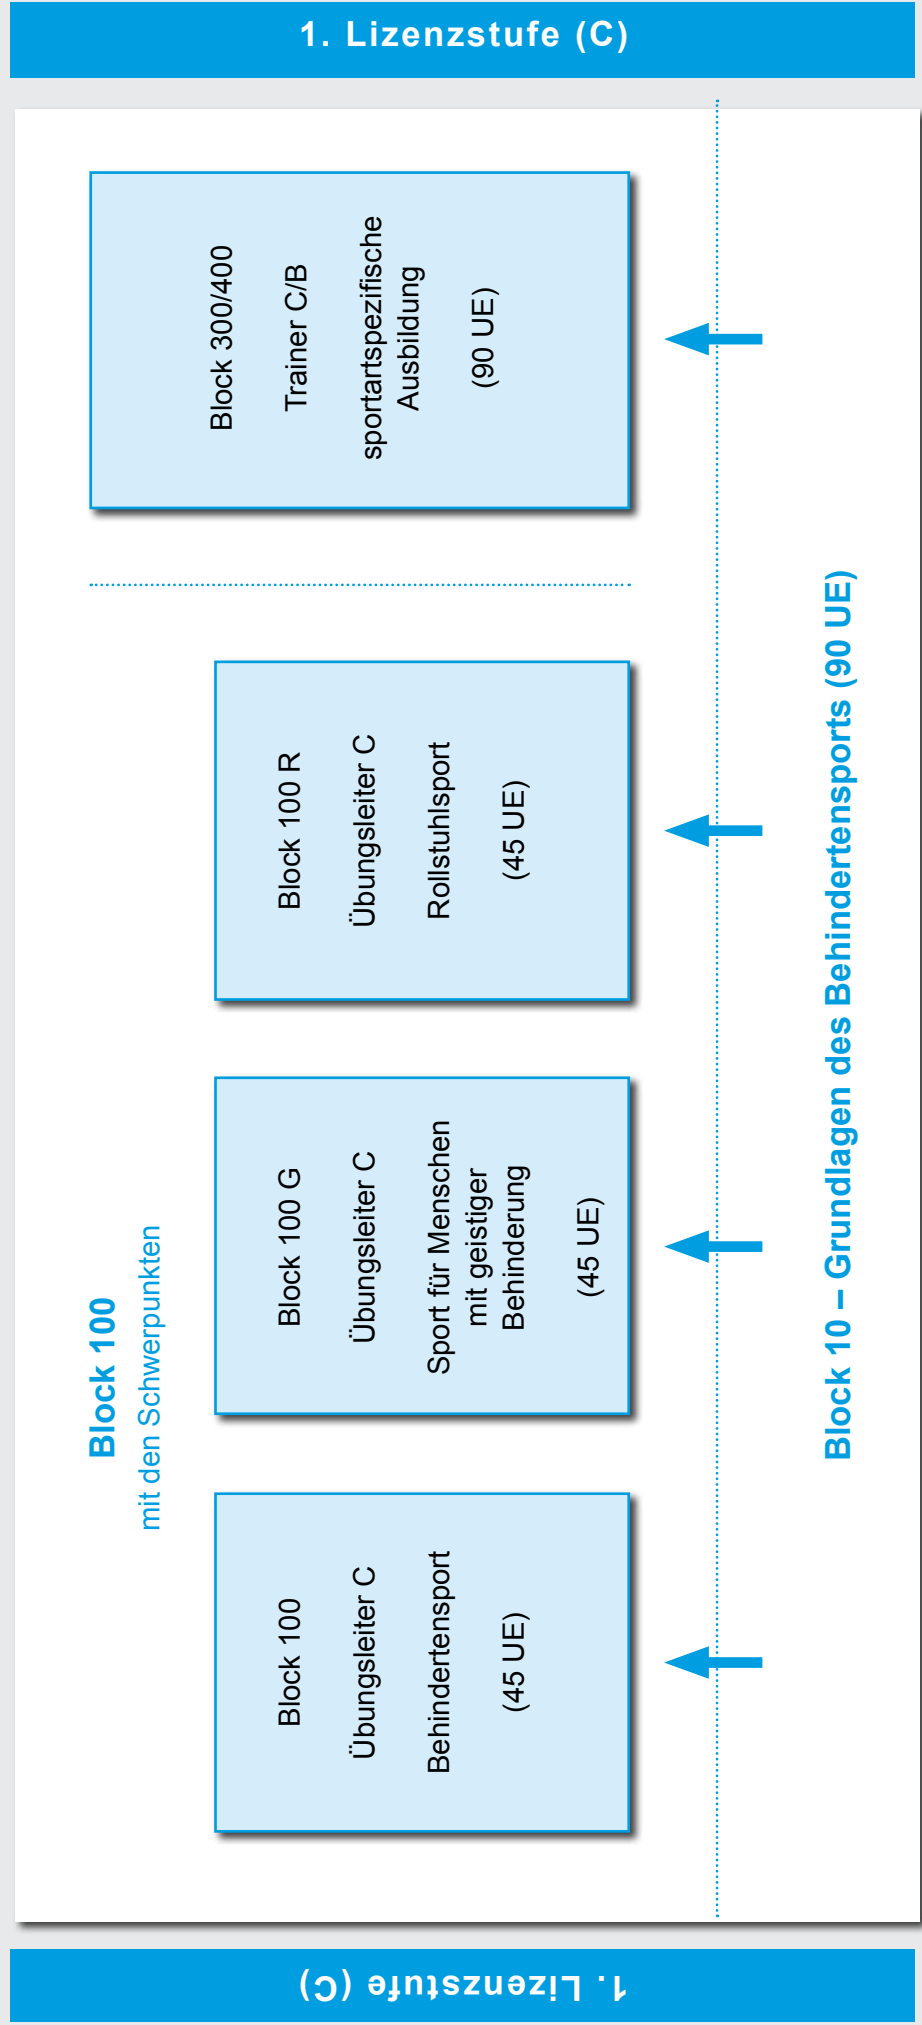 1. Lizenzstufe (C)
Block 100
mit den Schwerpunkten
Block 100
Übungsleiter C
Behindertensport
(45 UE)
Block 100 G
Übungsleiter C
Sport für Menschen
mit geistiger
Behinderung
(45 UE)
Block 100 R
Übungsleiter C
Rollstuhlsport
(45 UE)
Block 300/400
Trainer C/B
sportartspezifische
Ausbildung
(90 UE)
Block 10 – Grundlagen des Behindertensports (90 UE)
1. Lizenzstufe (C)